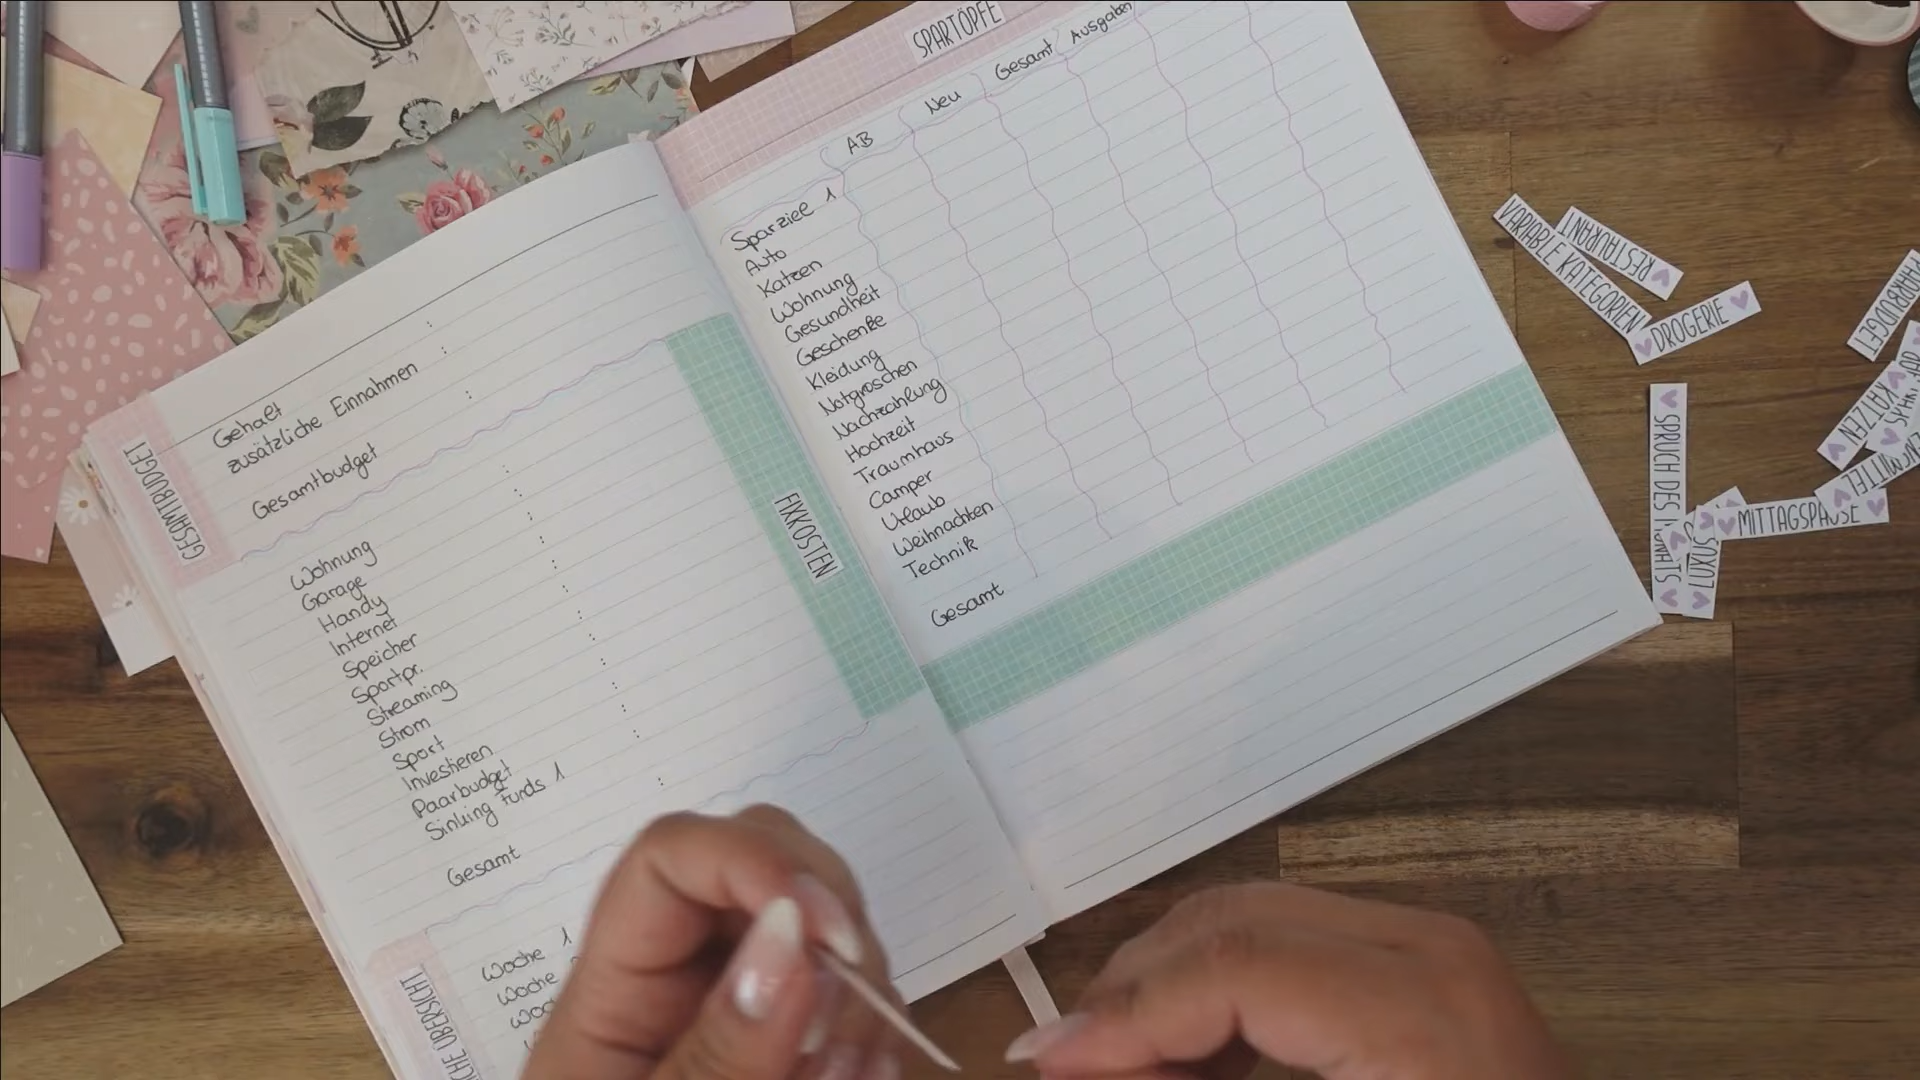 GESAMTBUDGET
Gehalt
zusätzliche Einnahmen
Gesamtbudget
FIXKOSTEN
Wohnung
Garage
Handy
Internet
Speicher
Sportpr.
Streaming
Strom
Sport
Investieren
Paarbudget
Sinking funds 1
Gesamt
Woche 1
Woche
SPARTÖPFE
AB Neu Gesamt Ausgaben
Sparziel 1
Auto
Katzen
Wohnung
Gesundheit
Geschenke
Kleidung
Notgroschen
Nachzahlung
Hochzeit
Traumhaus
Camper
Urlaub
Weihnachten
Technik
Gesamt
VARIABLE KATEGORIEN
RESTAURANT
DROGERIE
PAARBUDGET
KATZEN
SPRUCH DES
LUXUS
MITTAGSPAUSE